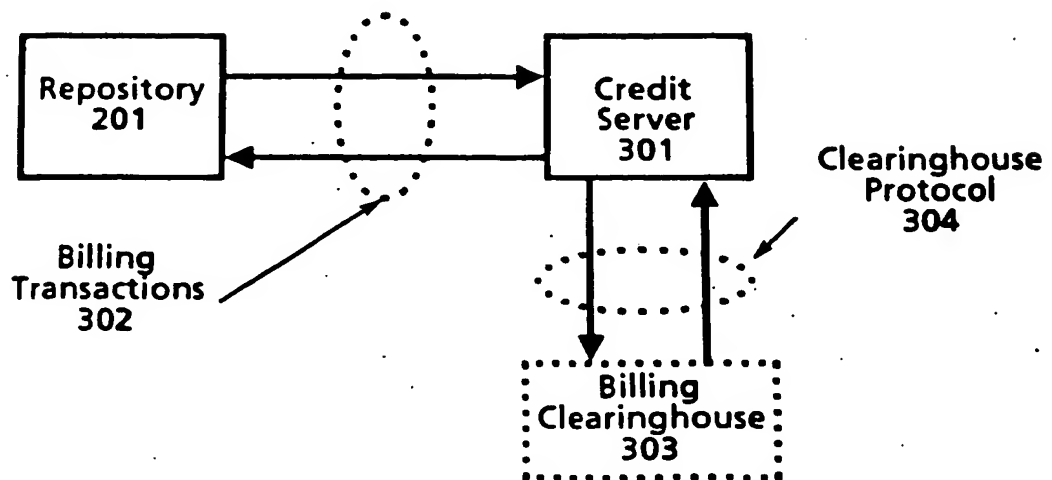 Repository
201
Credit
Server
301
Clearinghouse
Protocol
304
Billing
Transactions
302
Billing
Clearinghouse
303